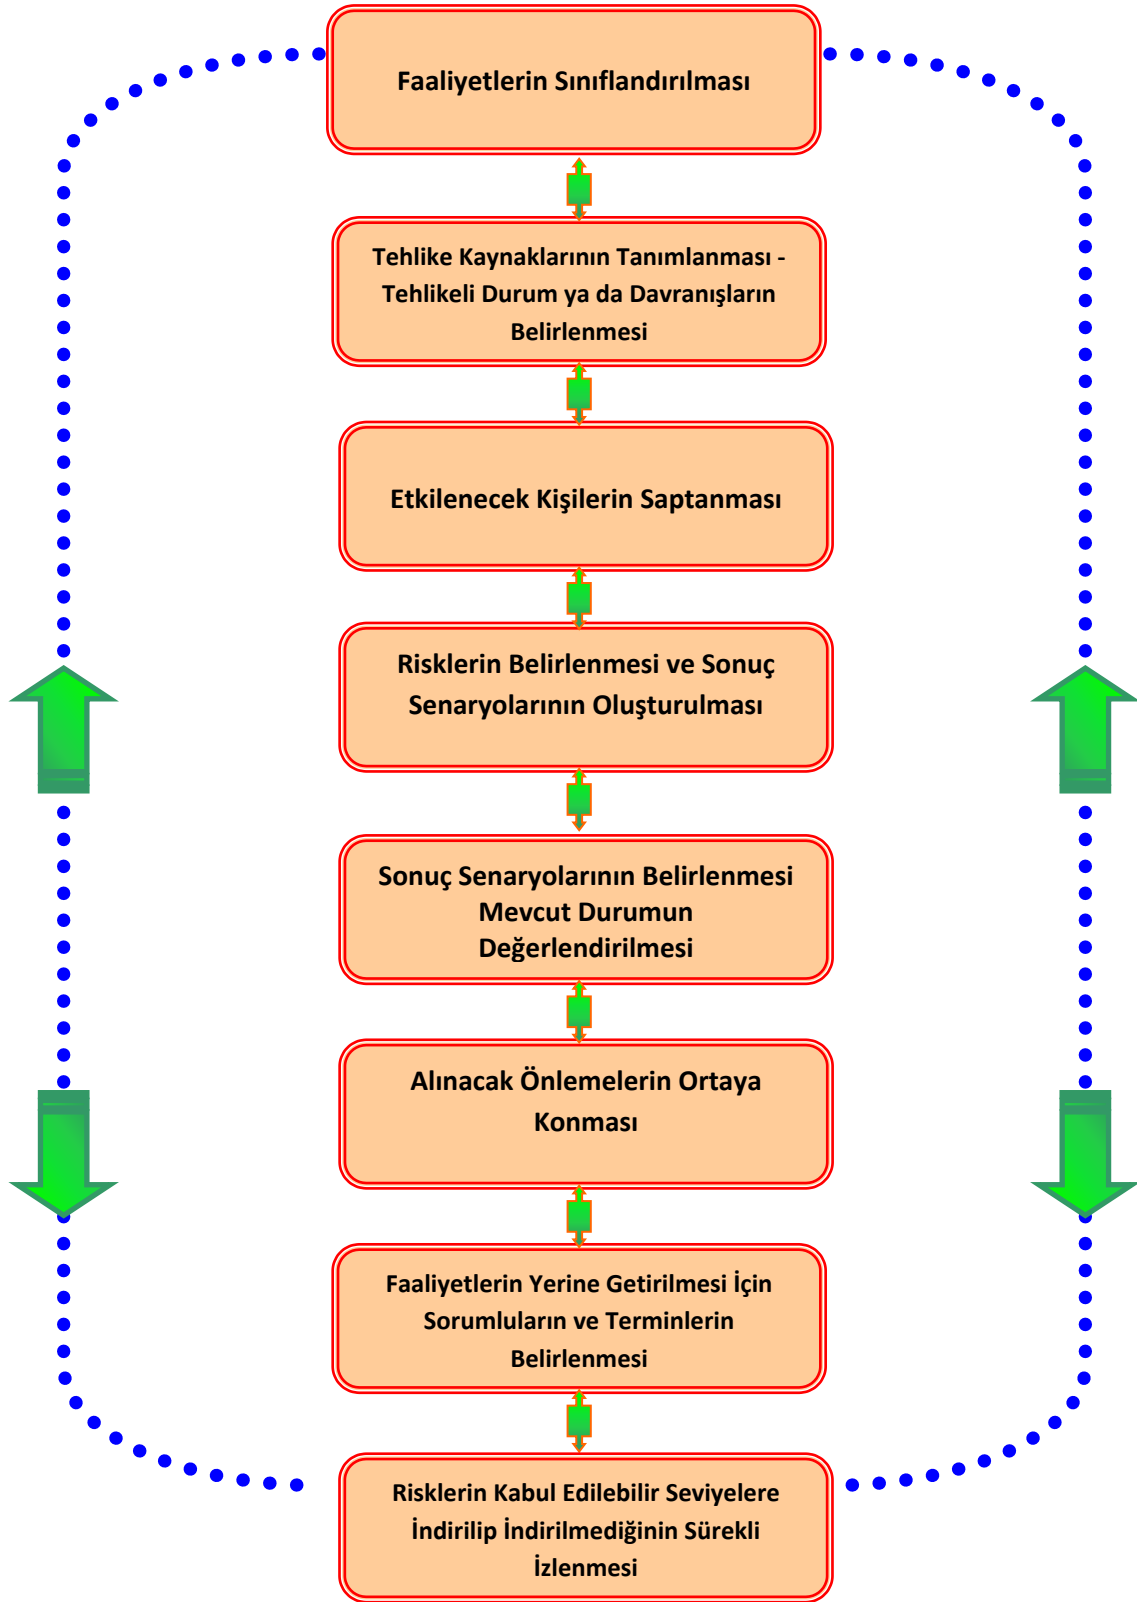 Faaliyetlerin Sınıflandırılması
Tehlike Kaynaklarının Tanımlanması -
Tehlikeli Durum ya da Davranışların
Belirlenmesi
Etkilenecek Kişilerin Saptanması
Risklerin Belirlenmesi ve Sonuç
Senaryolarının Oluşturulması
Sonuç Senaryolarının Belirlenmesi
Mevcut Durumun
Değerlendirilmesi
Alınacak Önlemelerin Ortaya
Konması
Faaliyetlerin Yerine Getirilmesi İçin
Sorumluların ve Terminlerin
Belirlenmesi
Risklerin Kabul Edilebilir Seviyelere
İndirilip İndirilmediğinin Sürekli
İzlenmesi